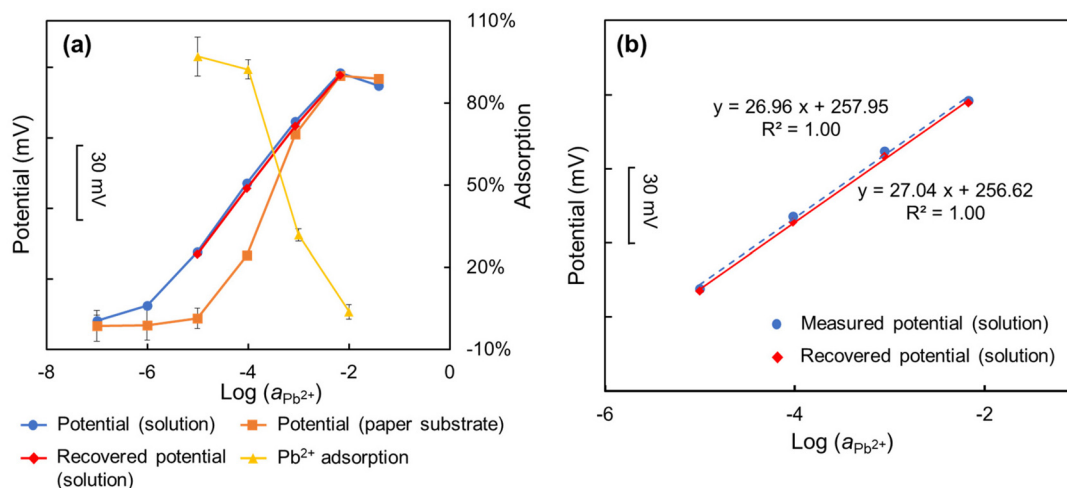 (a)
110%
80%
50%
20%
-10%
Adsorption
Potential (mV)
30 mV
-8
-6
-4
-2
0
Log (aPb²⁺)
Potential (solution)
Potential (paper substrate)
Recovered potential
(solution)
Pb²⁺ adsorption
(b)
y = 26.96 x + 257.95
R² = 1.00
y = 27.04 x + 256.62
R² = 1.00
Potential (mV)
30 mV
Measured potential (solution)
Recovered potential (solution)
-6
-4
-2
Log (aPb²⁺)